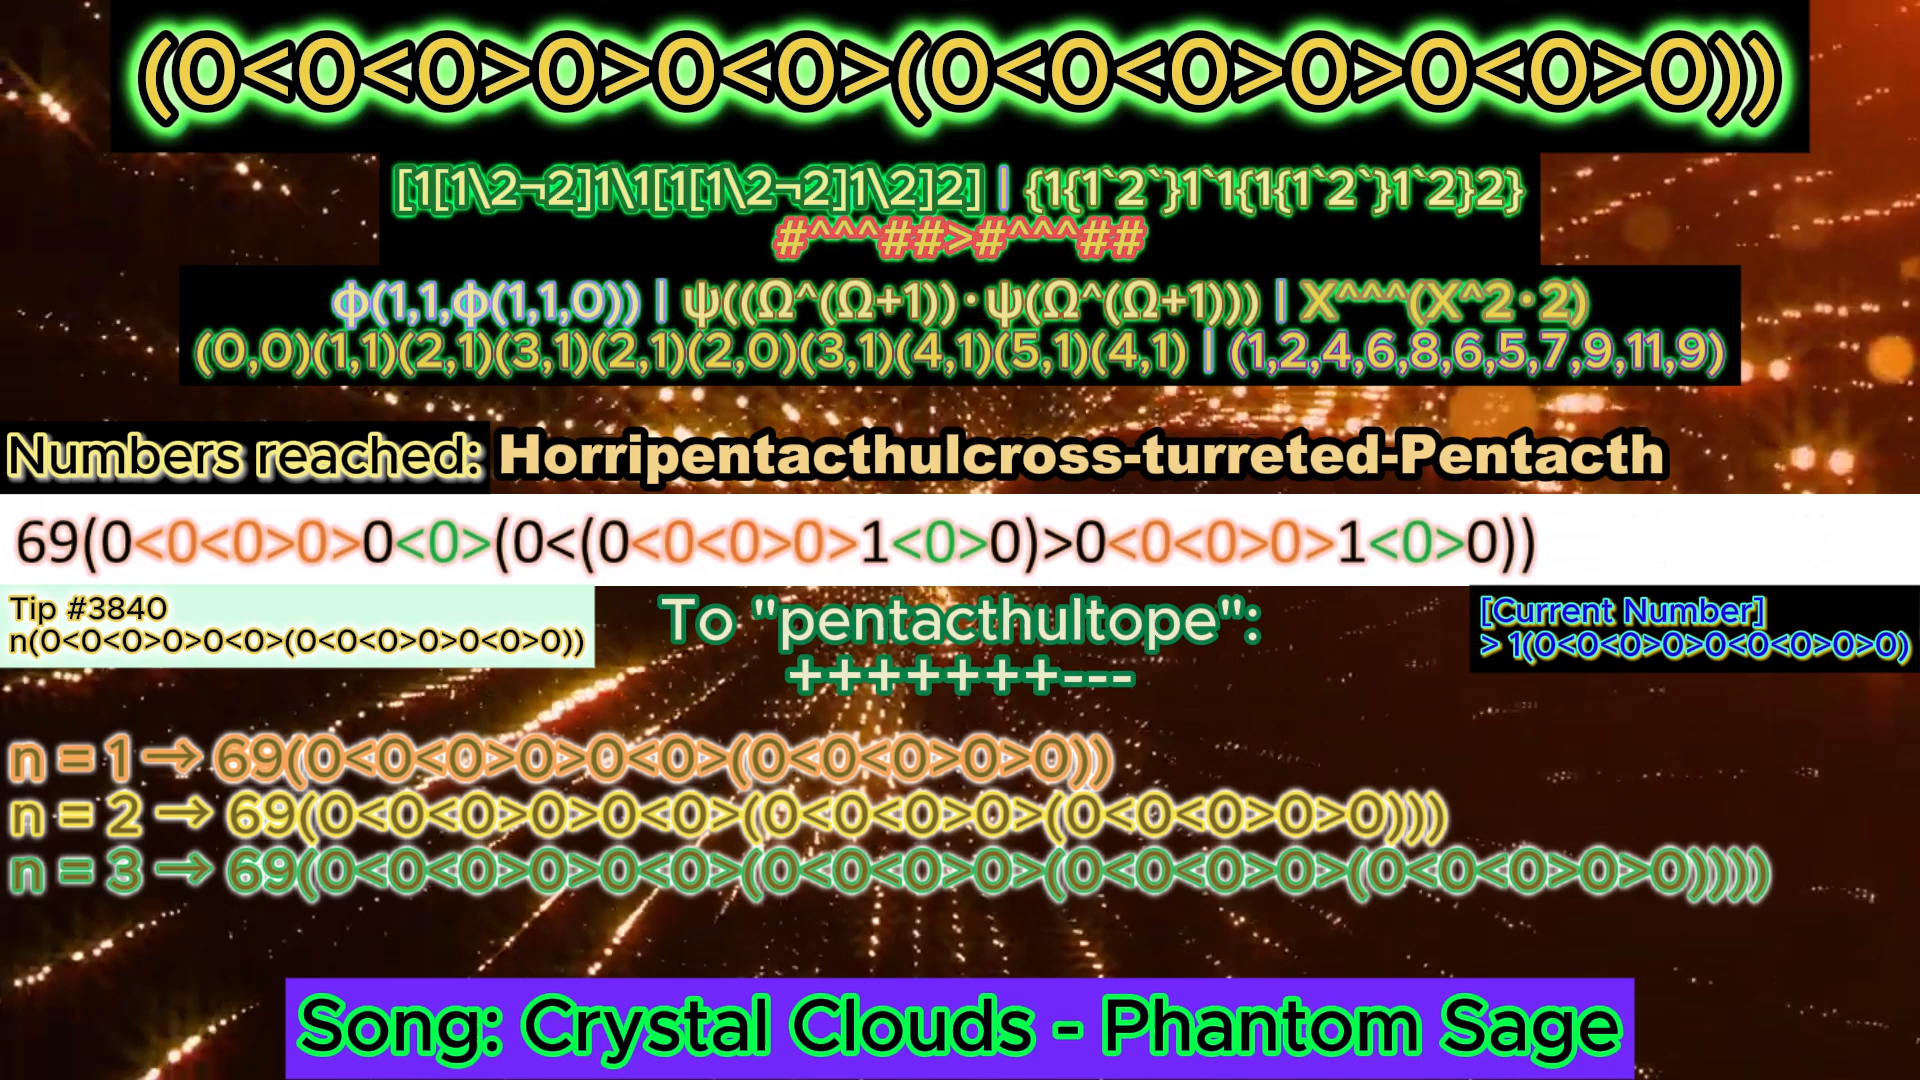 (0<0<0>0>0<0>(0<0<0>0>0<0>0))
[1[1\2¬2]1\1[1[1\2¬2]1\2]2] | {1{1`2`}1`1{1{1`2`}1`2}2}
#^^^##>#^^^##
φ(1,1,φ(1,1,0)) | ψ((Ω^(Ω+1))·ψ(Ω^(Ω+1))) | X^^^(X^2·2)
(0,0)(1,1)(2,1)(3,1)(2,1)(2,0)(3,1)(4,1)(5,1)(4,1) | (1,2,4,6,8,6,5,7,9,11,9)
Numbers reached: Horripentacthulcross-turreted-Pentacth
69(0<0<0>0>0<0>(0<(0<0<0>0>1<0>0)>0<0<0>0>1<0>0))
Tip #3840
n(0<0<0>0>0<0>(0<0<0>0>0<0>0))
To "pentacthultope":
+++++++---
[Current Number]
> 1(0<0<0>0>0<0<0>0>0)
n = 1 → 69(0<0<0>0>0<0>(0<0<0>0>0))
n = 2 → 69(0<0<0>0>0<0>(0<0<0>0>(0<0<0>0>0)))
n = 3 → 69(0<0<0>0>0<0>(0<0<0>0>(0<0<0>0>(0<0<0>0>0))))
Song: Crystal Clouds - Phantom Sage